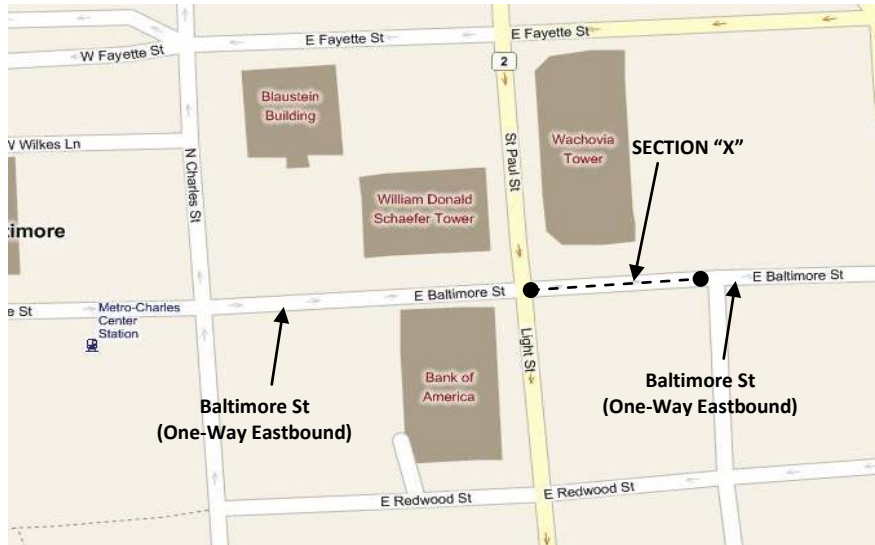 E Fayette St
E Fayette St
W Fayette St
2
Blaustein
Building
St Paul St
Wachovia
Tower
SECTION “X”
W Wilkes Ln
N Charles St
William Donald
Schaefer Tower
timore
E Baltimore St
E Baltimore St
e St
Metro-Charles
Center
Station
Light St
Bank of
America
Baltimore St
(One-Way Eastbound)
Baltimore St
(One-Way Eastbound)
E Redwood St
E Redwood St